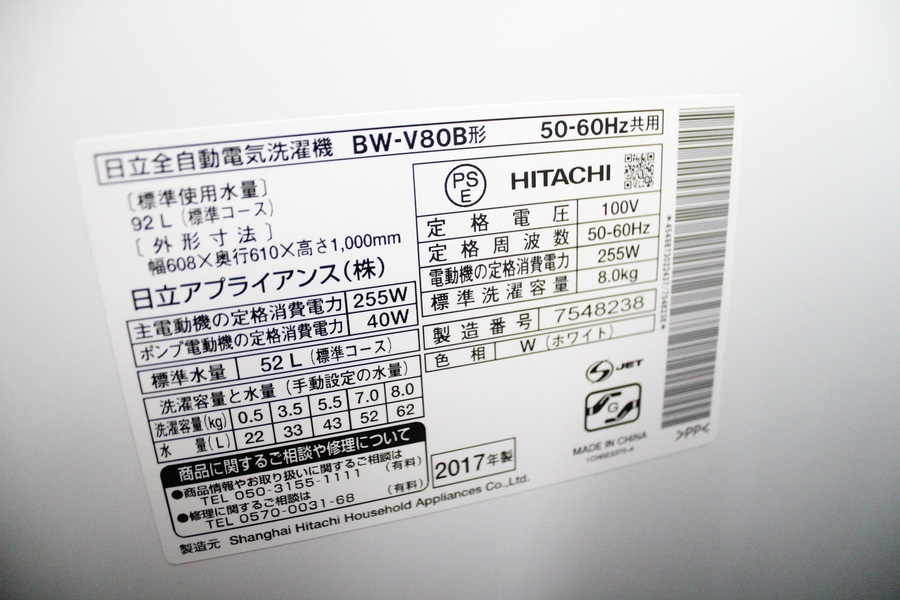 日立全自動電気洗濯機 BW-V80B形 50-60Hz共用
〔標準使用水量〕
92 L (標準コース)
〔外形寸法〕
幅608×奥行610×高さ1,000mm
日立アプライアンス(株)
主電動機の定格消費電力 255W
ポンプ電動機の定格消費電力 40W
標準水量 52 L (標準コース)
洗濯容量と水量 (手動設定の水量)
洗濯容量(kg) 0.5 3.5 5.5 7.0 8.0
水 量(L) 22 33 43 52 62
商品に関するご相談や修理について
●商品情報やお取り扱いに関するご相談は
TEL 050-3155-1111 (有料)
●修理に関するご相談は
TEL 0570-0031-68 (有料)
2017年製
製造元 Shanghai Hitachi Household Appliances Co.,Ltd.
PS
E
HITACHI
定格電圧 100V
定格周波数 50-60Hz
電動機の定格消費電力 255W
標準洗濯容量 8.0kg
製造番号 7548238
色相 W (ホワイト)
JET
G
MADE IN CHINA
>PP<